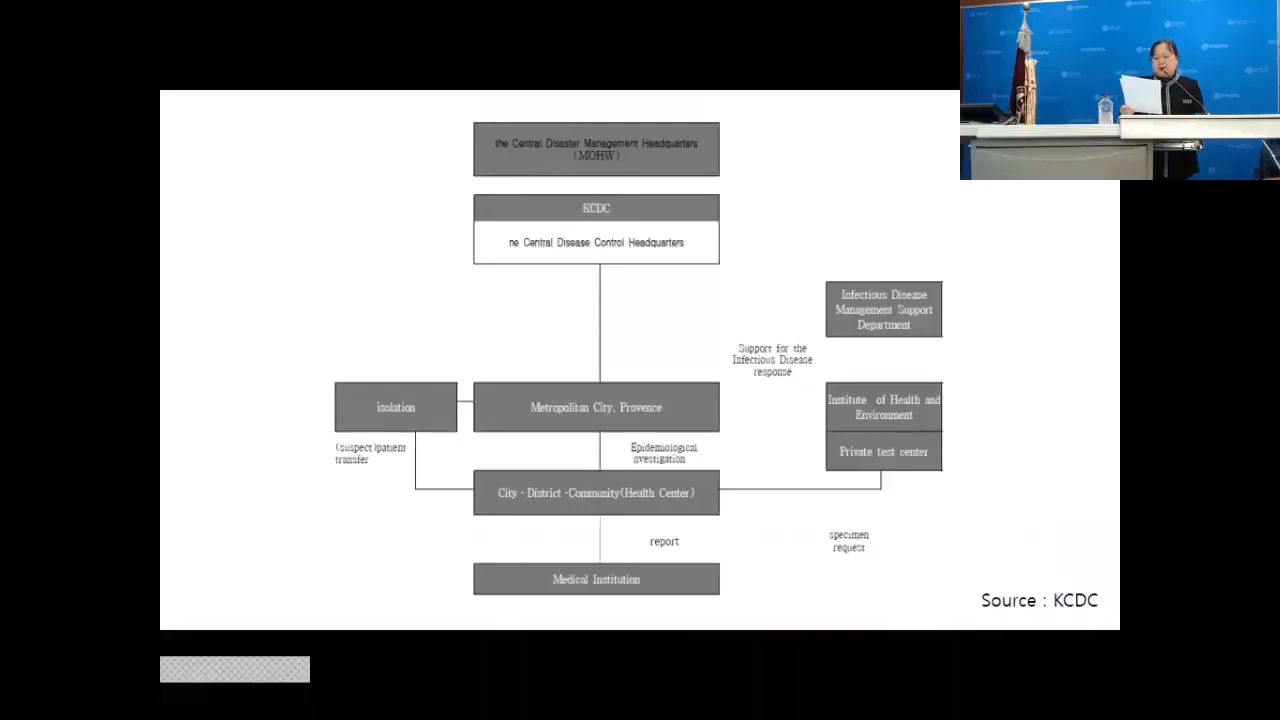 the Central Disaster Management Headquarters
(MOHW)
KCDC
ne Central Disease Control Headquarters
Infectious Disease
Management Support
Department
Support for the
Infectious Disease
response
isolation
Metropolitan City, Provence
Institute of Health and
Environment
(suspect)patient
transfer
Epidemiological
nvestigation
Private test center
City · District ·Community(Health Center)
report
specimen
request
Medical Institution
Source : KCDC